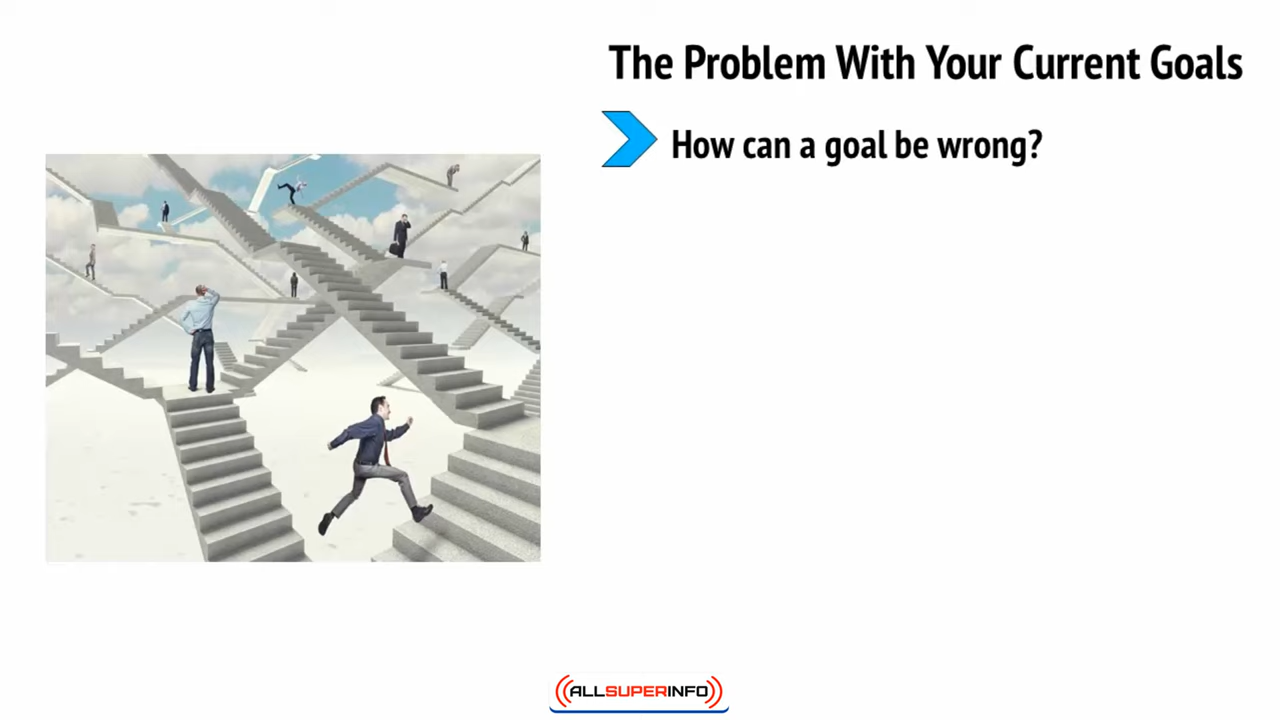 The Problem With Your Current Goals
How can a goal be wrong?
ALLSUPERINFO